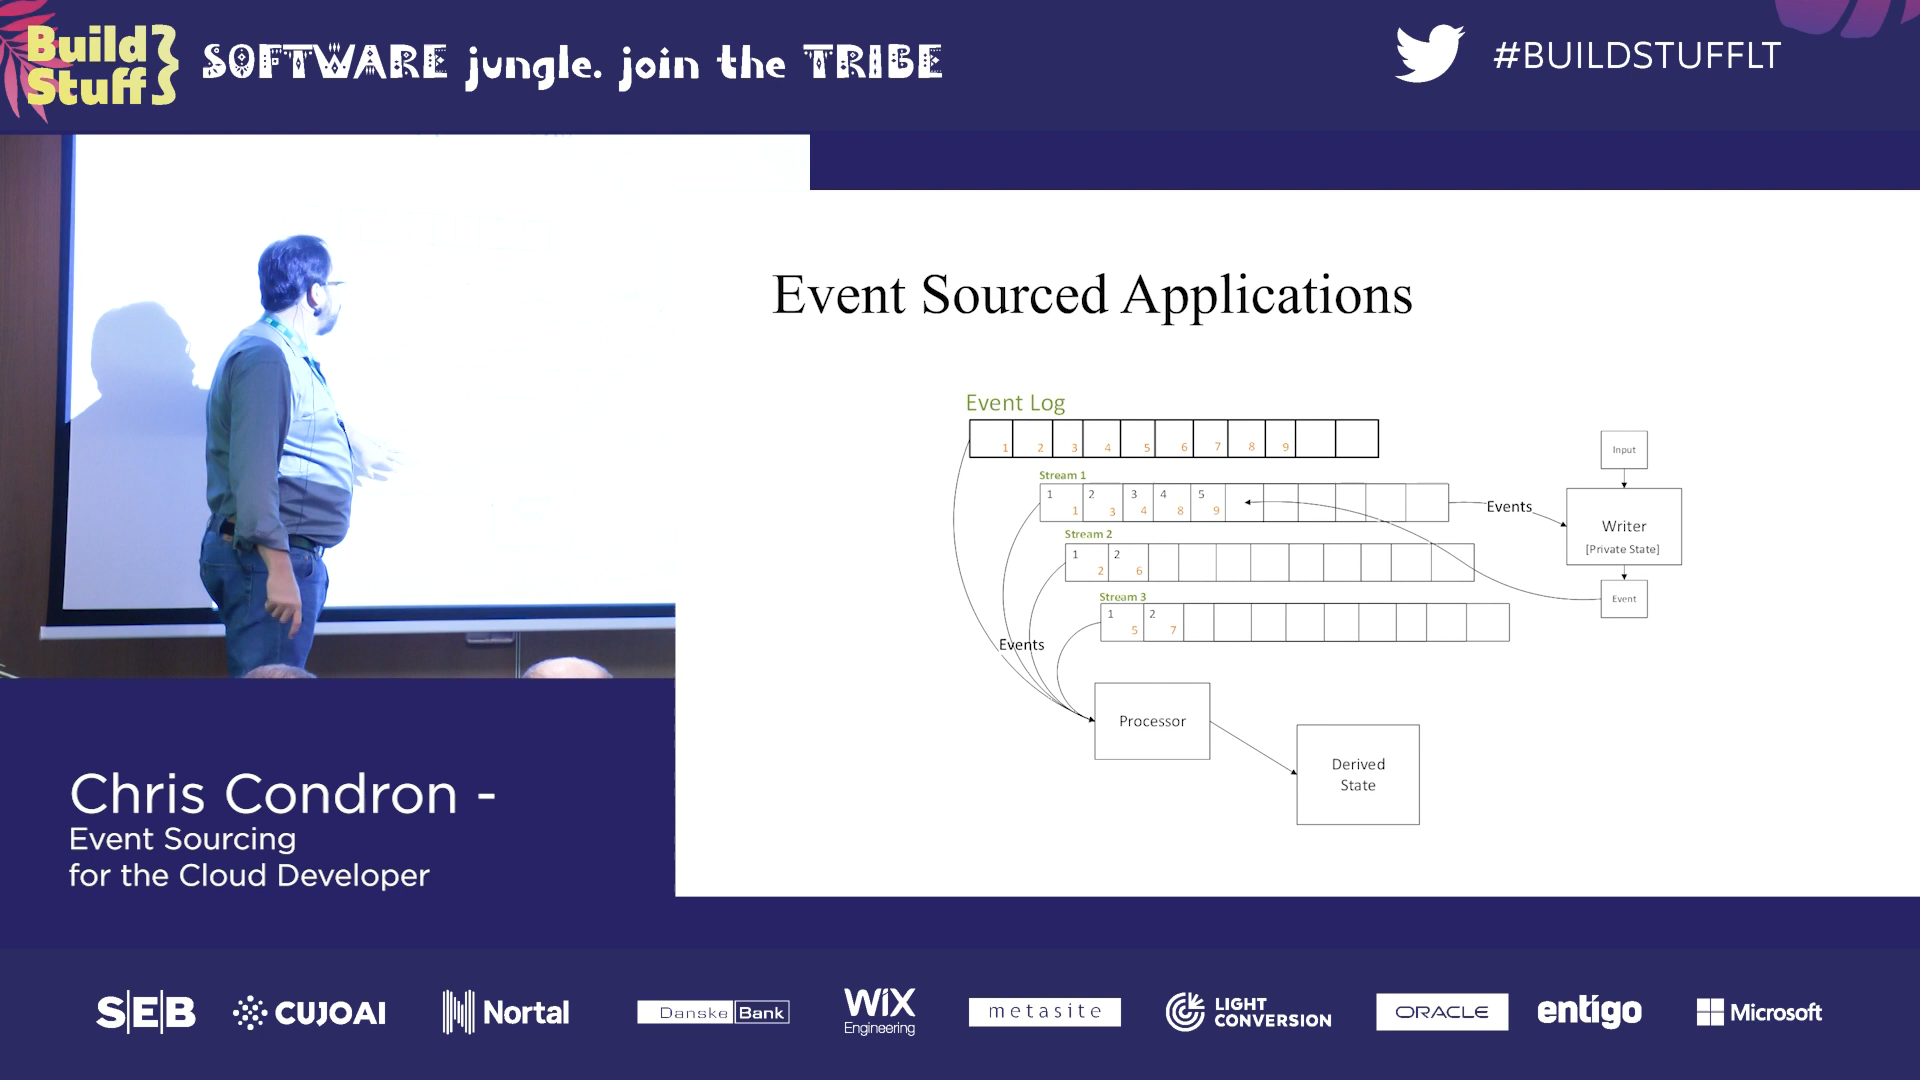 Build
Stuff
SOFTWARE jungle. join the TRIBE
#BUILDSTUFFLT
Event Sourced Applications
Event Log
1 2 3 4 5 6 7 8 9
Stream 1
1 2 3 4 5
1 3 4 8 9
Stream 2
1 2
2 6
Stream 3
1 2
5 7
Events
Processor
Derived
State
Events
Input
Writer
[Private State]
Event
Chris Condron -
Event Sourcing
for the Cloud Developer
SEB
CUJOAI
Nortal
Danske Bank
WiX
Engineering
metasite
LIGHT
CONVERSION
ORACLE
entigo
Microsoft